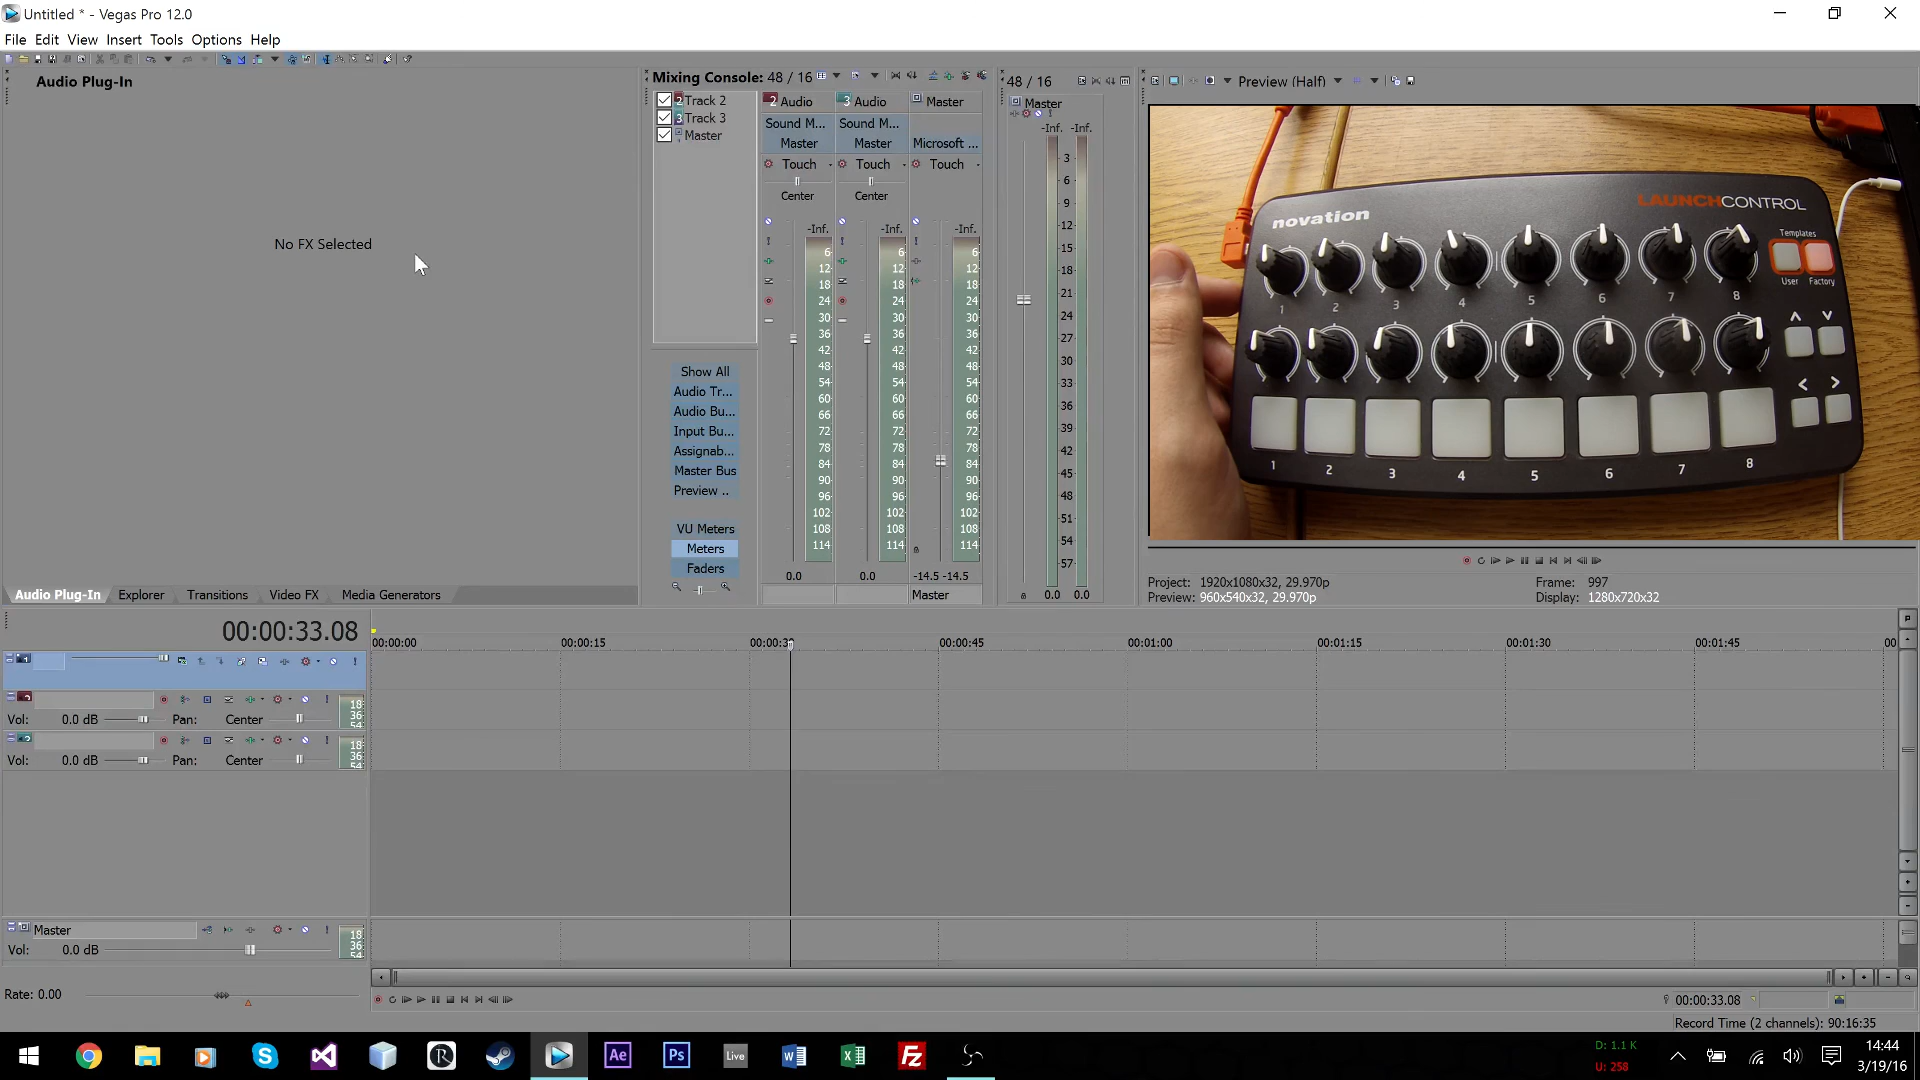 Untitled * - Vegas Pro 12.0
File Edit View Insert Tools Options Help
Audio Plug-In
No FX Selected
Audio Plug-In Explorer Transitions Video FX Media Generators
Mixing Console: 48 / 16
2 Track 2
3 Track 3
Master
Show All
Audio Tr...
Audio Bu...
Input Bu...
Assignab...
Master Bus
Preview ..
VU Meters
Meters
Faders
2 Audio 3 Audio Master
Sound M... Sound M...
Master Master Microsoft ...
Touch Touch Touch
Center Center
-Inf. -Inf. -Inf.
6 6 6
12 12 12
18 18 18
24 24 24
30 30 30
36 36 36
42 42 42
48 48 48
54 54 54
60 60 60
66 66 66
72 72 72
78 78 78
84 84 84
90 90 90
96 96 96
102 102 102
108 108 108
114 114 114
0.0 0.0 -14.5 -14.5
Master
48 / 16
Master
-Inf. -Inf.
3
6
9
12
15
18
21
24
27
30
33
36
39
42
45
48
51
54
57
0.0 0.0
Preview (Half)
novation LAUNCHCONTROL
Templates
User Factory
1 2 3 4 5 6 7 8
1 2 3 4 5 6 7 8
Project: 1920x1080x32, 29.970p Frame: 997
Preview: 960x540x32, 29.970p Display: 1280x720x32
00:00:33.08
00:00:00 00:00:15 00:00:30 00:00:45 00:01:00 00:01:15 00:01:30 00:01:45 00
1
18
Vol: 0.0 dB Pan: Center 36
54
18
Vol: 0.0 dB Pan: Center 36
54
Master 18
Vol: 0.0 dB 36
54
Rate: 0.00
00:00:33.08
Record Time (2 channels): 90:16:35
Ae Ps Live
D: 1.1 K
U: 258
14:44
3/19/16